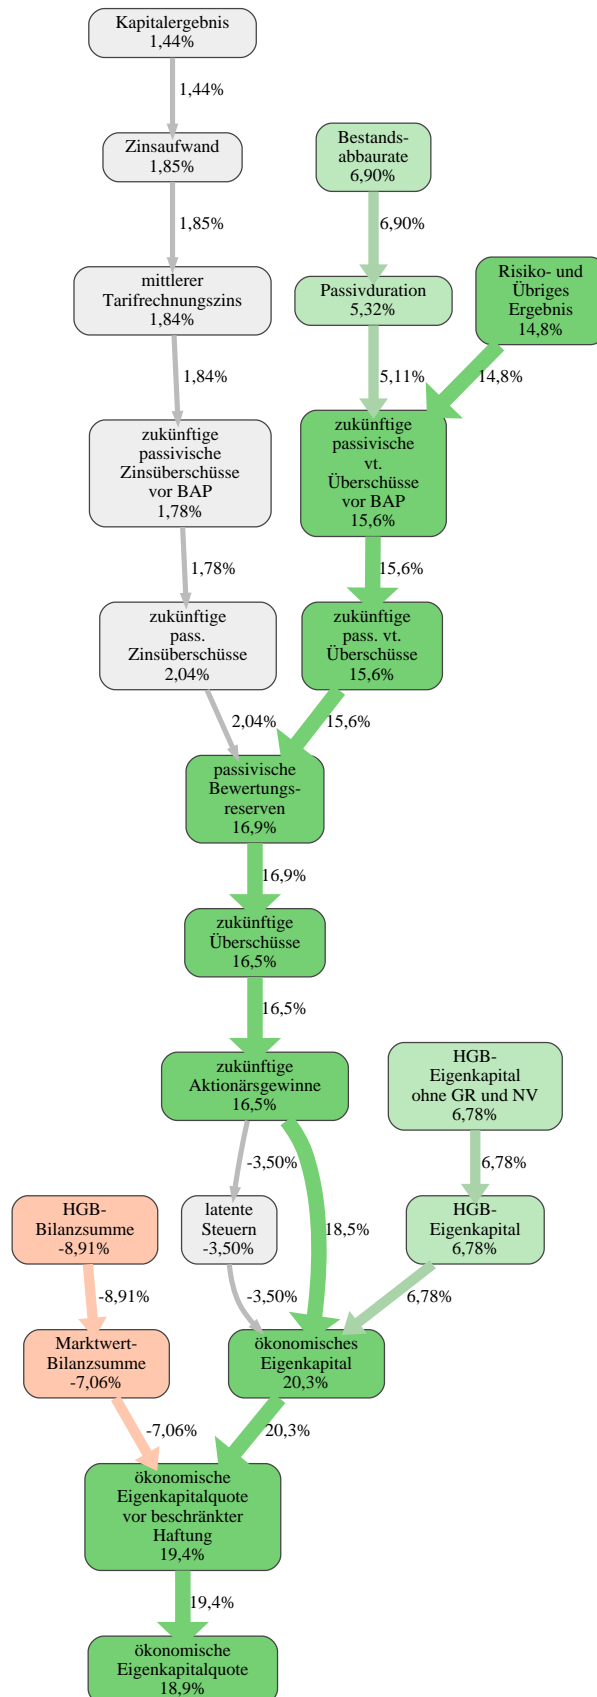 Kapitalergebnis
1,44%
1,44%
Zinsaufwand
1,85%
Bestands-
abbaurate
6,90%
1,85%
6,90%
mittlerer
Tarifrechnungszins
1,84%
Passivduration
5,32%
Risiko- und
Übriges
Ergebnis
14,8%
1,84%
5,11%
14,8%
zukünftige
passivische
Zinsüberschüsse
vor BAP
1,78%
zukünftige
passivische
vt.
Überschüsse
vor BAP
15,6%
1,78%
15,6%
zukünftige
pass.
Zinsüberschüsse
2,04%
zukünftige
pass. vt.
Überschüsse
15,6%
2,04%
15,6%
passivische
Bewertungs-
reserven
16,9%
16,9%
zukünftige
Überschüsse
16,5%
16,5%
zukünftige
Aktionärsgewinne
16,5%
HGB-
Eigenkapital
ohne GR und NV
6,78%
-3,50%
6,78%
HGB-
Bilanzsumme
-8,91%
latente
Steuern
-3,50%
18,5%
HGB-
Eigenkapital
6,78%
-8,91%
-3,50%
6,78%
Marktwert-
Bilanzsumme
-7,06%
ökonomisches
Eigenkapital
20,3%
-7,06%
20,3%
ökonomische
Eigenkapitalquote
vor beschränkter
Haftung
19,4%
19,4%
ökonomische
Eigenkapitalquote
18,9%